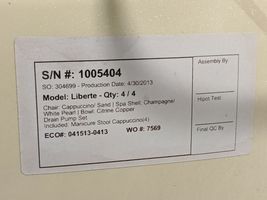 S/N #: 1005404
SO: 304699 - Production Date: 4/30/2013
Model: Liberte - Qty: 4 / 4
Chair: Cappuccino/ Sand | Spa Shell: Champagne/
White Pearl | Bowl: Citrine Copper
Drain Pump Set
Included: Manicure Stool Cappuccino(4)
ECO#: 041513-0413 WO #: 7569
Assembly By
Hipot Test
Final QC By